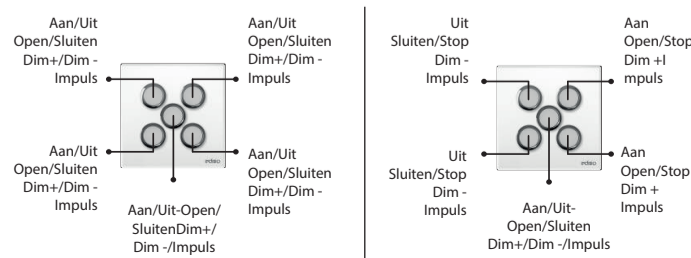 Aan/Uit
Open/Sluiten
Dim+/Dim -
Impuls
Aan/Uit
Open/Sluiten
Dim+/Dim -
Impuls
Aan/Uit
Open/Sluiten
Dim+/Dim -
Impuls
Aan/Uit
Open/Sluiten
Dim+/Dim -
Impuls
Aan/Uit-Open/
SluitenDim+/
Dim -/Impuls
Uit
Sluiten/Stop
Dim -
Impuls
Aan
Open/Stop
Dim +I
mpuls
Uit
Sluiten/Stop
Dim -
Impuls
Aan
Open/Stop
Dim +
Impuls
Aan/Uit-
Open/Sluiten
Dim+/Dim -/Impuls